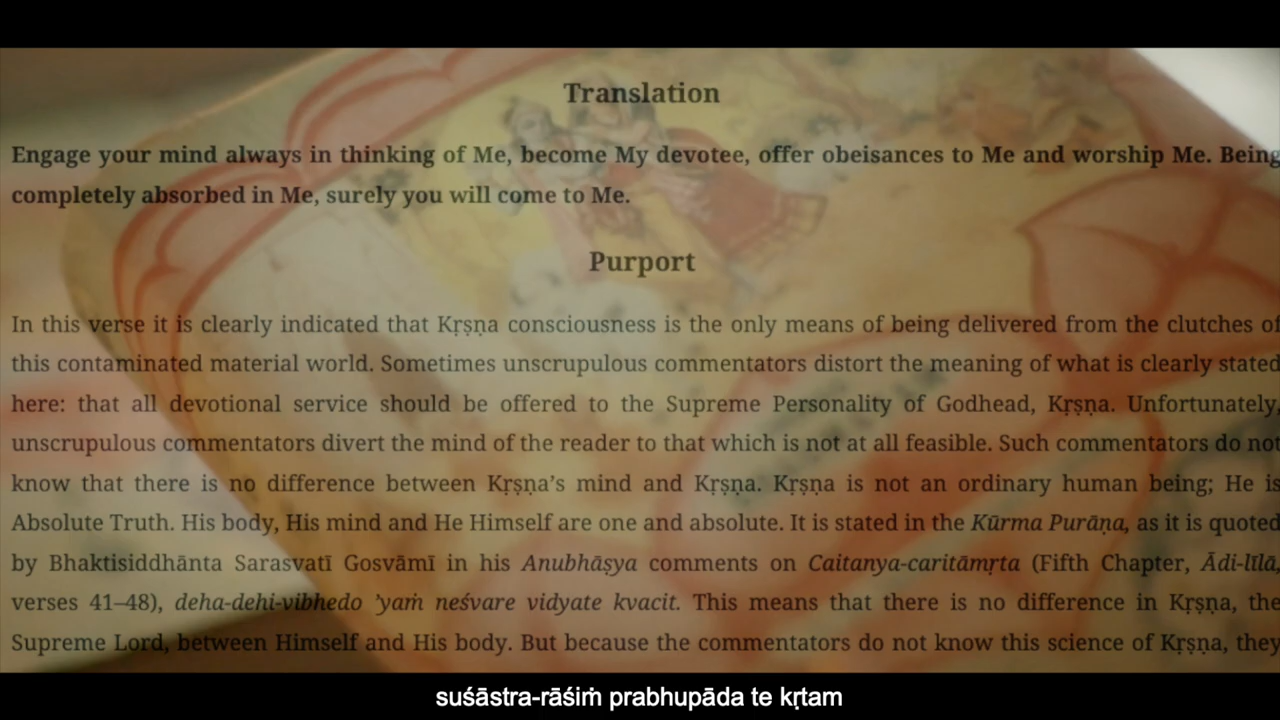 Translation
Engage your mind always in thinking of Me, become My devotee, offer obeisances to Me and worship Me. Being
completely absorbed in Me, surely you will come to Me.
Purport
In this verse it is clearly indicated that Kṛṣṇa consciousness is the only means of being delivered from the clutches of
this contaminated material world. Sometimes unscrupulous commentators distort the meaning of what is clearly stated
here: that all devotional service should be offered to the Supreme Personality of Godhead, Kṛṣṇa. Unfortunately,
unscrupulous commentators divert the mind of the reader to that which is not at all feasible. Such commentators do not
know that there is no difference between Kṛṣṇa’s mind and Kṛṣṇa. Kṛṣṇa is not an ordinary human being; He is
Absolute Truth. His body, His mind and He Himself are one and absolute. It is stated in the Kūrma Purāṇa, as it is quoted
by Bhaktisiddhānta Sarasvatī Gosvāmī in his Anubhāṣya comments on Caitanya-caritāmṛta (Fifth Chapter, Ādi-līlā,
verses 41–48), deha-dehi-vibhedo ’yaṁ neśvare vidyate kvacit. This means that there is no difference in Kṛṣṇa, the
Supreme Lord, between Himself and His body. But because the commentators do not know this science of Kṛṣṇa, they
suśāstra-rāśiṁ prabhupāda te kṛtam